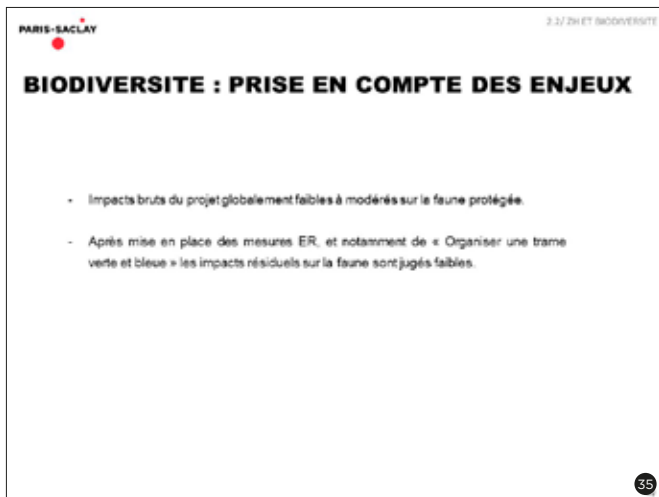 PARIS-SACLAY
2.2/ ZH ET BIODIVERSITE
BIODIVERSITE : PRISE EN COMPTE DES ENJEUX
- Impacts bruts du projet globalement faibles à modérés sur la faune protégée.
- Après mise en place des mesures ER, et notamment de « Organiser une trame
verte et bleue » les impacts résiduels sur la faune sont jugés faibles.
35